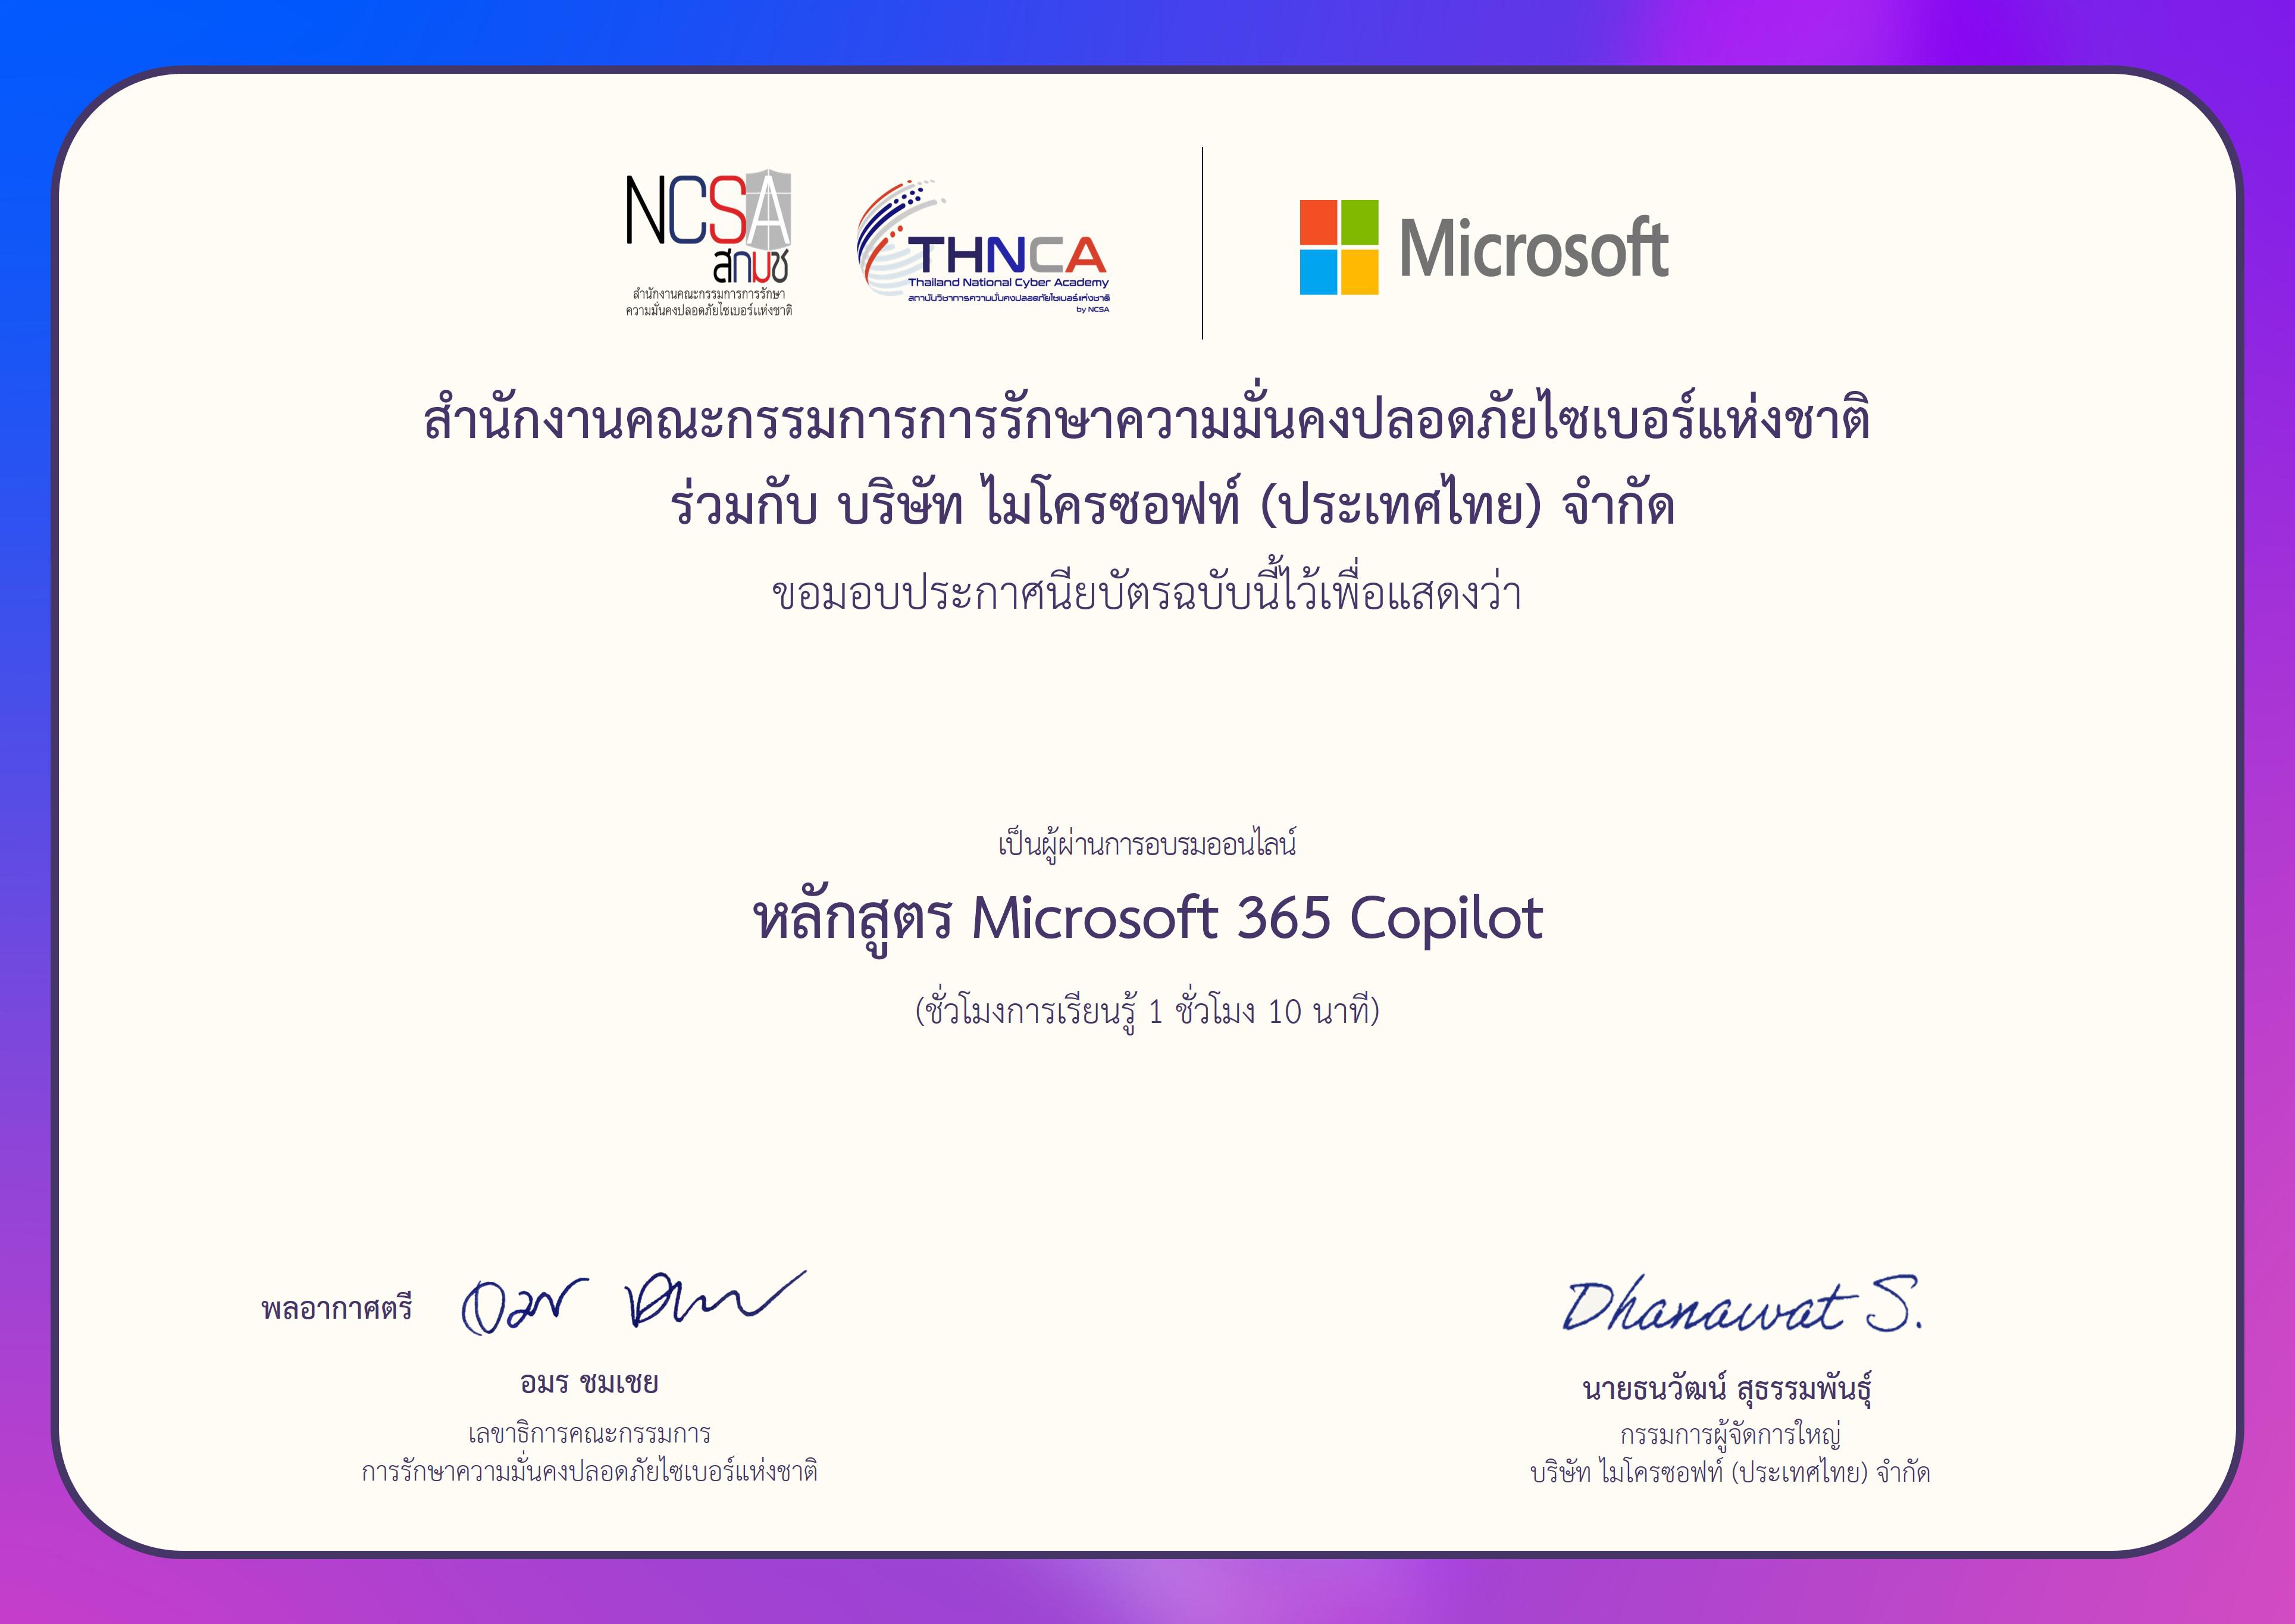 NCSA
สกมช
สำนักงานคณะกรรมการการรักษา
ความมั่นคงปลอดภัยไซเบอร์แห่งชาติ
THNCA
Thailand National Cyber Academy
สถาบันวิชาการความมั่นคงปลอดภัยไซเบอร์แห่งชาติ
by NCSA
Microsoft
สำนักงานคณะกรรมการการรักษาความมั่นคงปลอดภัยไซเบอร์แห่งชาติ
ร่วมกับ บริษัท ไมโครซอฟท์ (ประเทศไทย) จำกัด
ขอมอบประกาศนียบัตรฉบับนี้ไว้เพื่อแสดงว่า
เป็นผู้ผ่านการอบรมออนไลน์
หลักสูตร Microsoft 365 Copilot
(ชั่วโมงการเรียนรู้ 1 ชั่วโมง 10 นาที)
พลอากาศตรี อมร
อมร ชมเชย
เลขาธิการคณะกรรมการ
การรักษาความมั่นคงปลอดภัยไซเบอร์แห่งชาติ
Dhanawat S.
นายธนวัฒน์ สุธรรมพันธุ์
กรรมการผู้จัดการใหญ่
บริษัท ไมโครซอฟท์ (ประเทศไทย) จำกัด